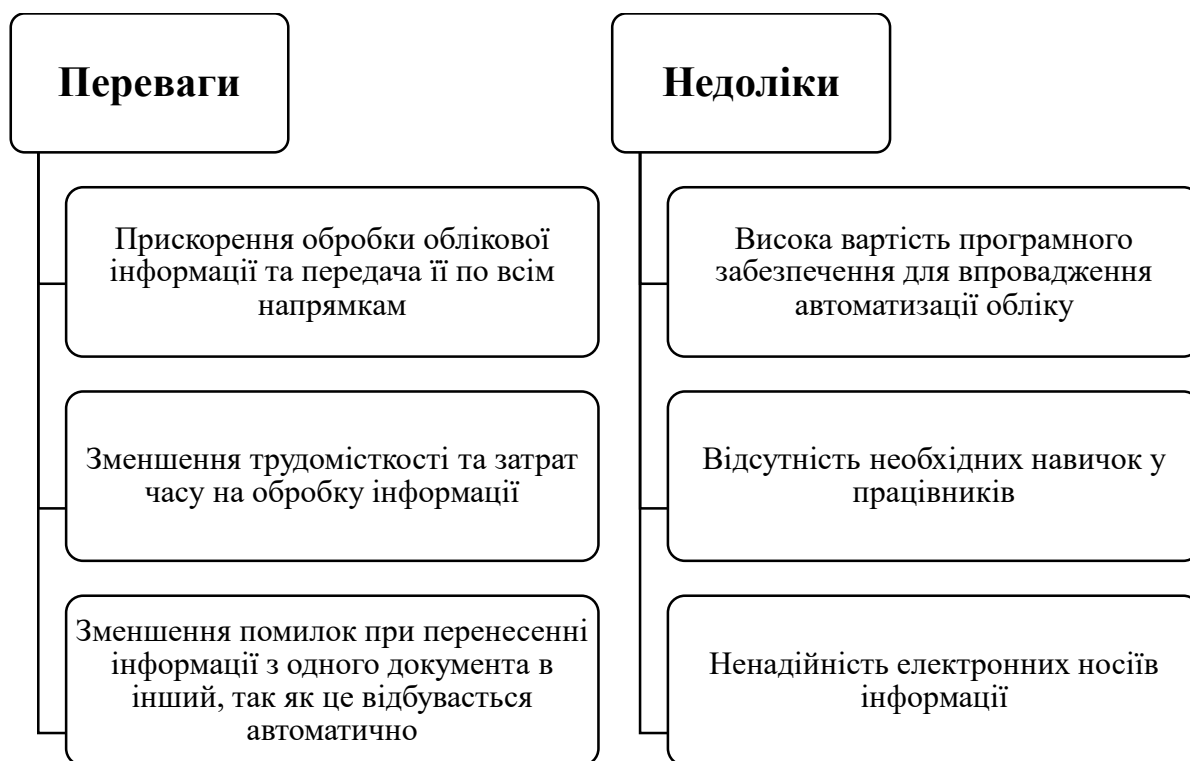 Переваги
Прискорення обробки облікової
інформації та передача її по всім
напрямкам
Зменшення трудомісткості та затрат
часу на обробку інформації
Зменшення помилок при перенесенні
інформації з одного документа в
інший, так як це відбувається
автоматично
Недоліки
Висока вартість програмного
забезпечення для впровадження
автоматизації обліку
Відсутність необхідних навичок у
працівників
Ненадійність електронних носіїв
інформації